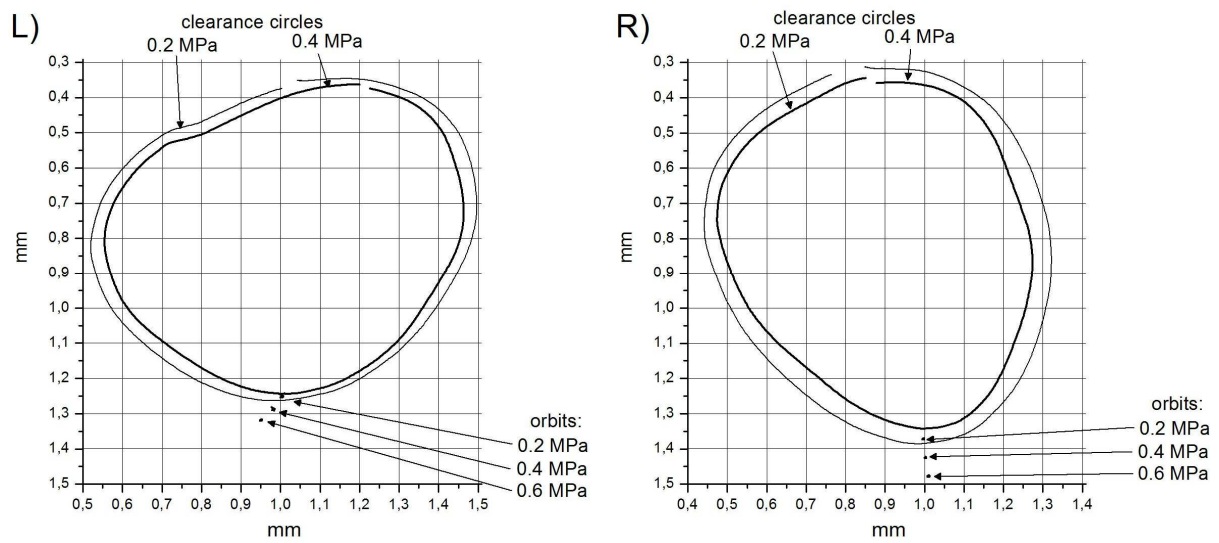 L)
clearance circles
0.2 MPa
0.4 MPa
0,3
0,4
0,5
0,6
0,7
0,8
0,9
1,0
1,1
1,2
1,3
1,4
1,5
mm
0,5 0,6 0,7 0,8 0,9 1,0 1,1 1,2 1,3 1,4 1,5
mm
orbits:
0.2 MPa
0.4 MPa
0.6 MPa
R)
clearance circles
0.2 MPa
0.4 MPa
0,3
0,4
0,5
0,6
0,7
0,8
0,9
1,0
1,1
1,2
1,3
1,4
1,5
mm
0,4 0,5 0,6 0,7 0,8 0,9 1,0 1,1 1,2 1,3 1,4
mm
orbits:
0.2 MPa
0.4 MPa
0.6 MPa